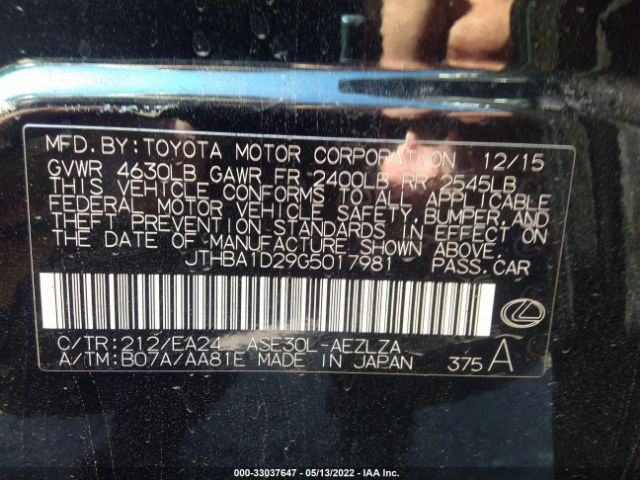 MFD. BY: TOYOTA MOTOR CORPORATION 12/15
GVWR 4630LB GAWR FR 2400LB RR 2545LB
THIS VEHICLE CONFORMS TO ALL APPLICABLE
FEDERAL MOTOR VEHICLE SAFETY, BUMPER, AND
THEFT PREVENTION STANDARDS IN EFFECT ON
THE DATE OF MANUFACTURE SHOWN ABOVE.
JTHBA1D29G5017981 PASS. CAR
C/TR: 212/EA24 ASE30L-AEZLZA
A/TM: B07A/AA81E MADE IN JAPAN 375 A
000-33037647 - 05/13/2022 - IAA Inc.